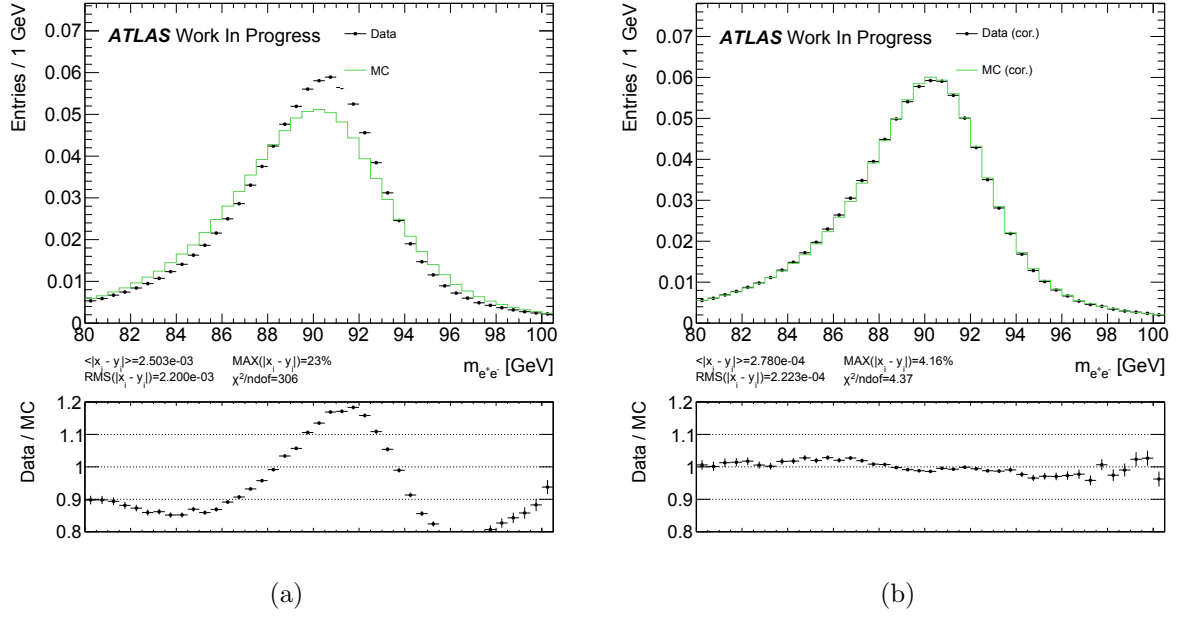 ATLAS Work In Progress
Data
MC
Entries / 1 GeV
0.07
0.06
0.05
0.04
0.03
0.02
0.01
0
80 82 84 86 88 90 92 94 96 98 100
<|x_i - y_i|>=2.503e-03 MAX(|x_i - y_i|)=23%
RMS(|x_i - y_i|)=2.200e-03 χ²/ndof=306
m_{e⁺e⁻} [GeV]
Data / MC
1.2
1.1
1
0.9
0.8
(a)
ATLAS Work In Progress
Data (cor.)
MC (cor.)
Entries / 1 GeV
0.07
0.06
0.05
0.04
0.03
0.02
0.01
0
80 82 84 86 88 90 92 94 96 98 100
<|x_i - y_i|>=2.780e-04 MAX(|x_i - y_i|)=4.16%
RMS(|x_i - y_i|)=2.223e-04 χ²/ndof=4.37
m_{e⁺e⁻} [GeV]
Data / MC
1.2
1.1
1
0.9
0.8
(b)